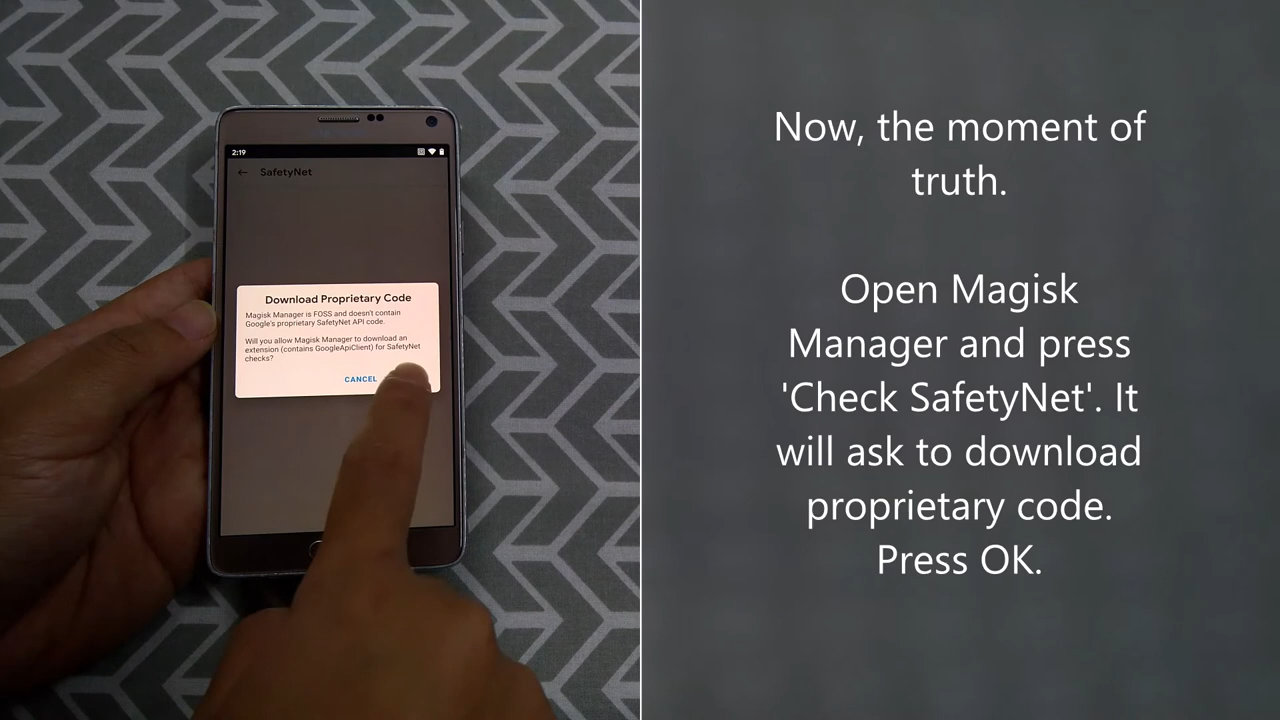 2:19
SafetyNet
Download Proprietary Code
Magisk Manager is FOSS and doesn't contain
Google's proprietary SafetyNet API code.
Will you allow Magisk Manager to download an
extension (contains GoogleApiClient) for SafetyNet
checks?
CANCEL
Now, the moment of
truth.
Open Magisk
Manager and press
'Check SafetyNet'. It
will ask to download
proprietary code.
Press OK.